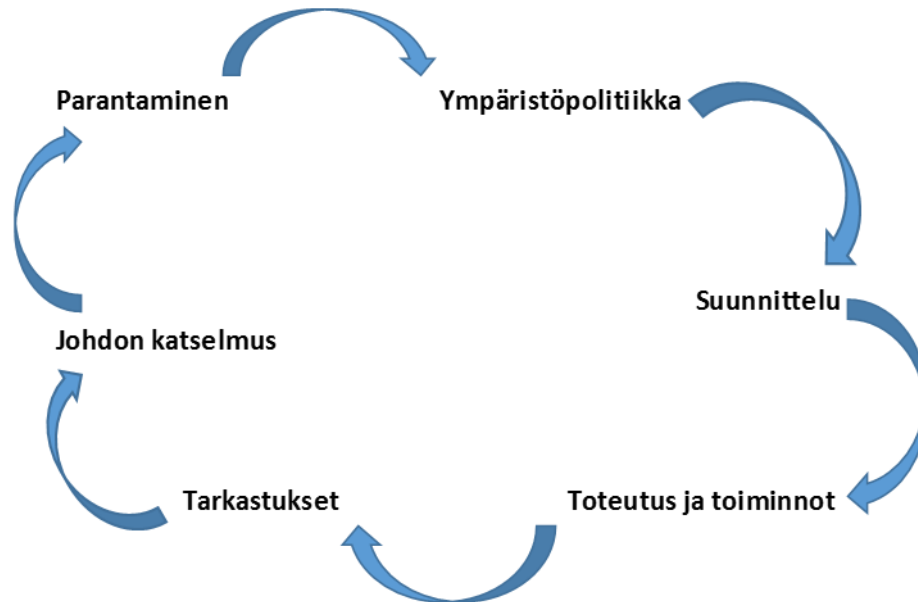 Parantaminen
Ympäristöpolitiikka
Suunnittelu
Johdon katselmus
Tarkastukset
Toteutus ja toiminnot